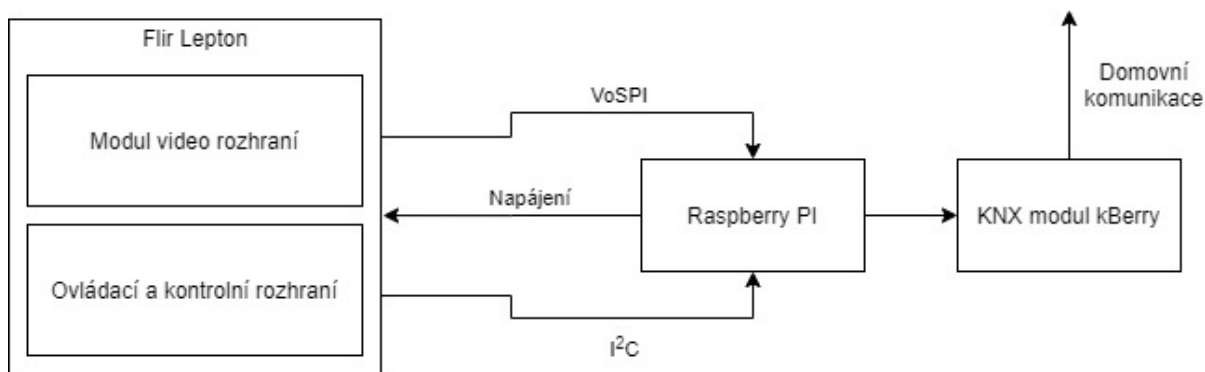 Flir Lepton
Modul video rozhraní
Ovládací a kontrolní rozhraní
VoSPI
Napájení
I²C
Raspberry PI
KNX modul kBerry
Domovní
komunikace